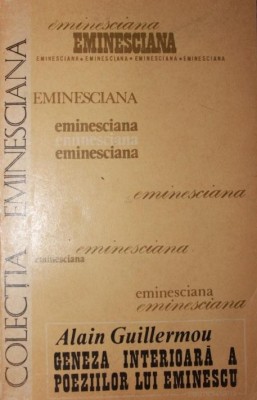 COLECȚIA EMINESCIANA
eminesciana
EMINESCIANA
EMINESCIANA • EMINESCIANA • EMINESCIANA • EMINESCIANA
EMINESCIANA
eminesciana
eminesciana
eminesciana
eminesciana
eminesciana
eminesciana
eminesciana
eminesciana
Alain Guillermou
GENEZA INTERIOARĂ A
POEZIILOR LUI EMINESCU